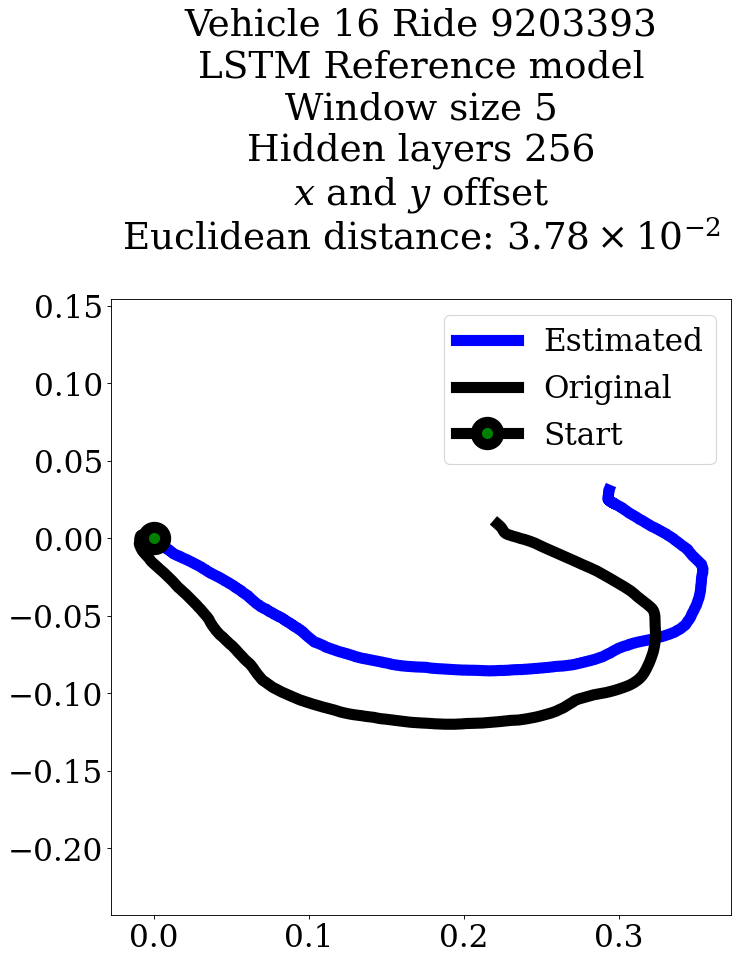 Vehicle 16 Ride 9203393
LSTM Reference model
Window size 5
Hidden layers 256
x and y offset
Euclidean distance: 3.78 × 10⁻²
0.15
0.10
0.05
0.00
−0.05
−0.10
−0.15
−0.20
Estimated
Original
Start
0.0 0.1 0.2 0.3